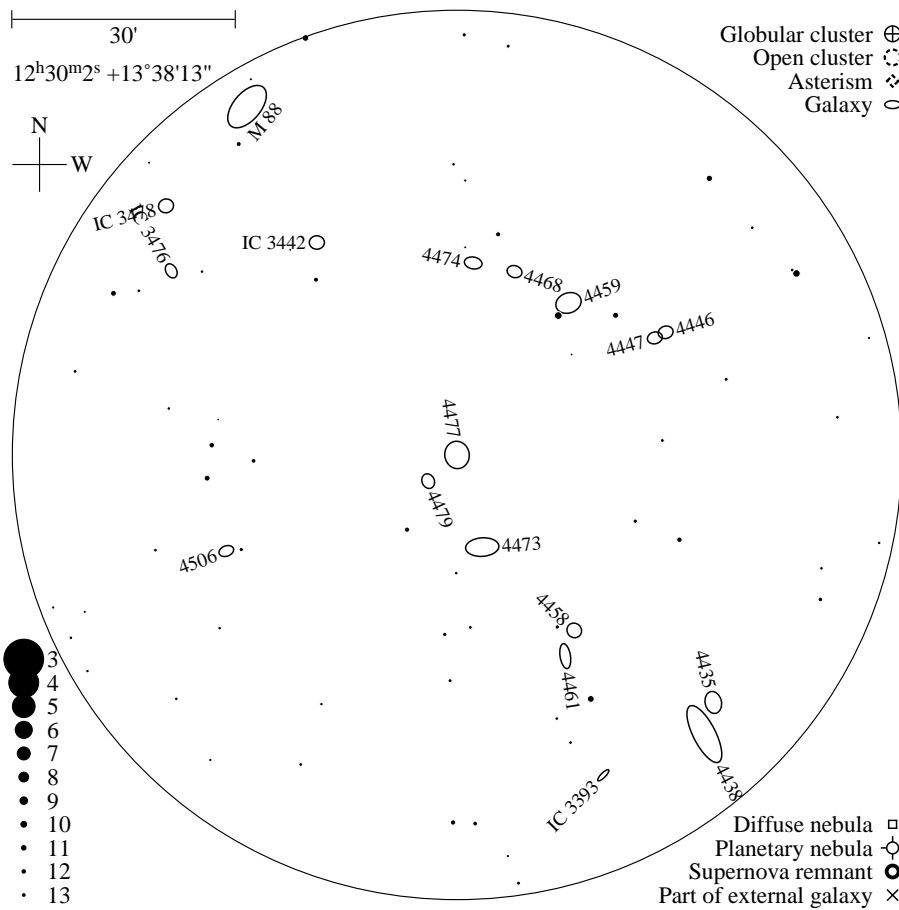 30'
12h30m2s +13°38'13"
N
W
Globular cluster
Open cluster
Asterism
Galaxy
M 88
IC 3478
IC 3476
IC 3442
4474
4468
4459
4447
4446
4477
4479
4473
4506
4458
4461
4435
4438
IC 3393
3
4
5
6
7
8
9
10
11
12
13
Diffuse nebula
Planetary nebula
Supernova remnant
Part of external galaxy